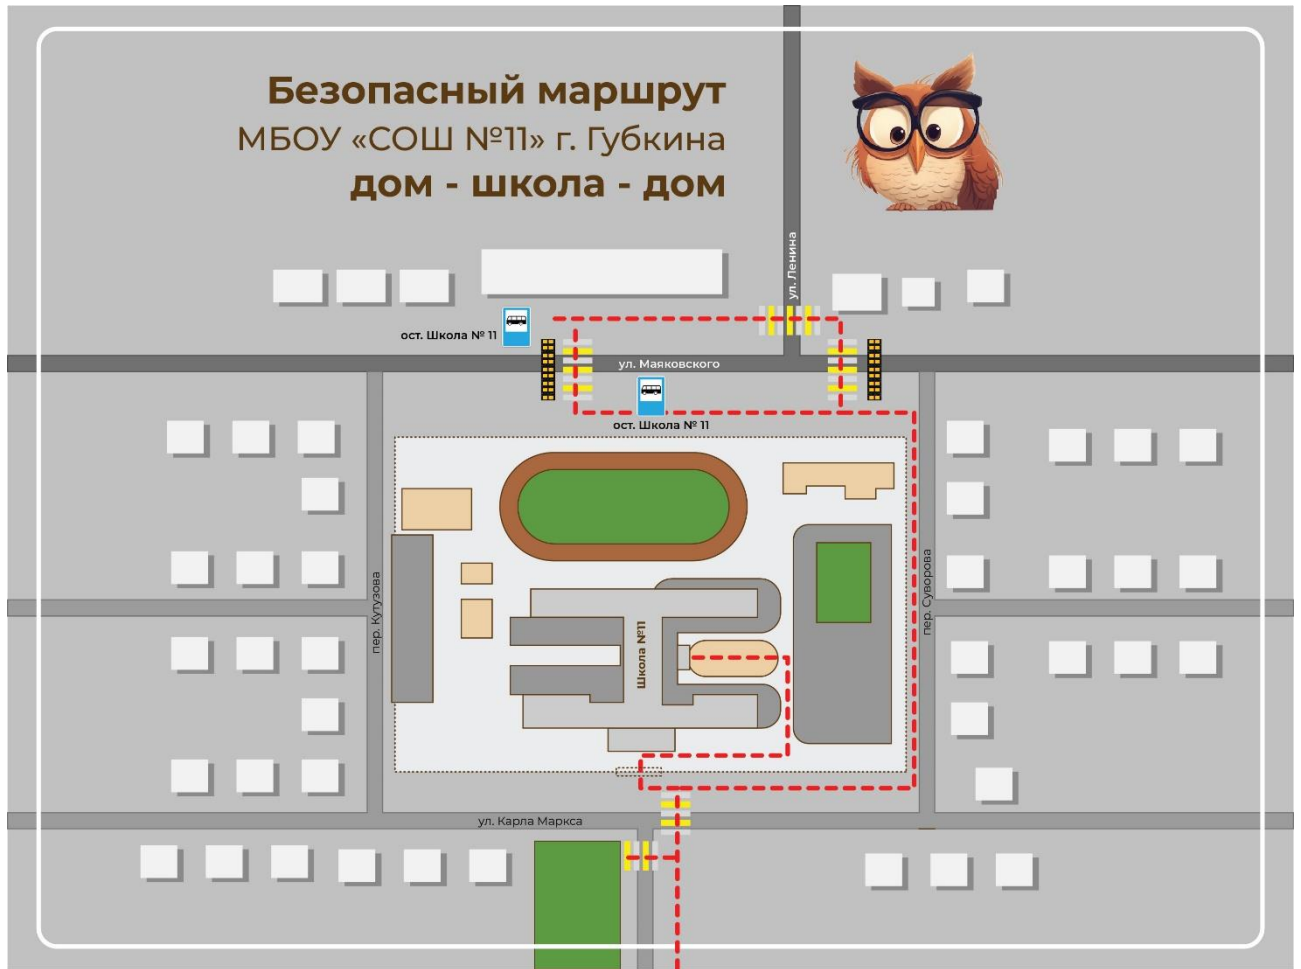 Безопасный маршрут
МБОУ «СОШ №11» г. Губкина
дом - школа - дом
ул. Ленина
ост. Школа № 11
ул. Маяковского
ост. Школа № 11
пер. Кутузова
Школа №11
пер. Суворова
ул. Карла Маркса